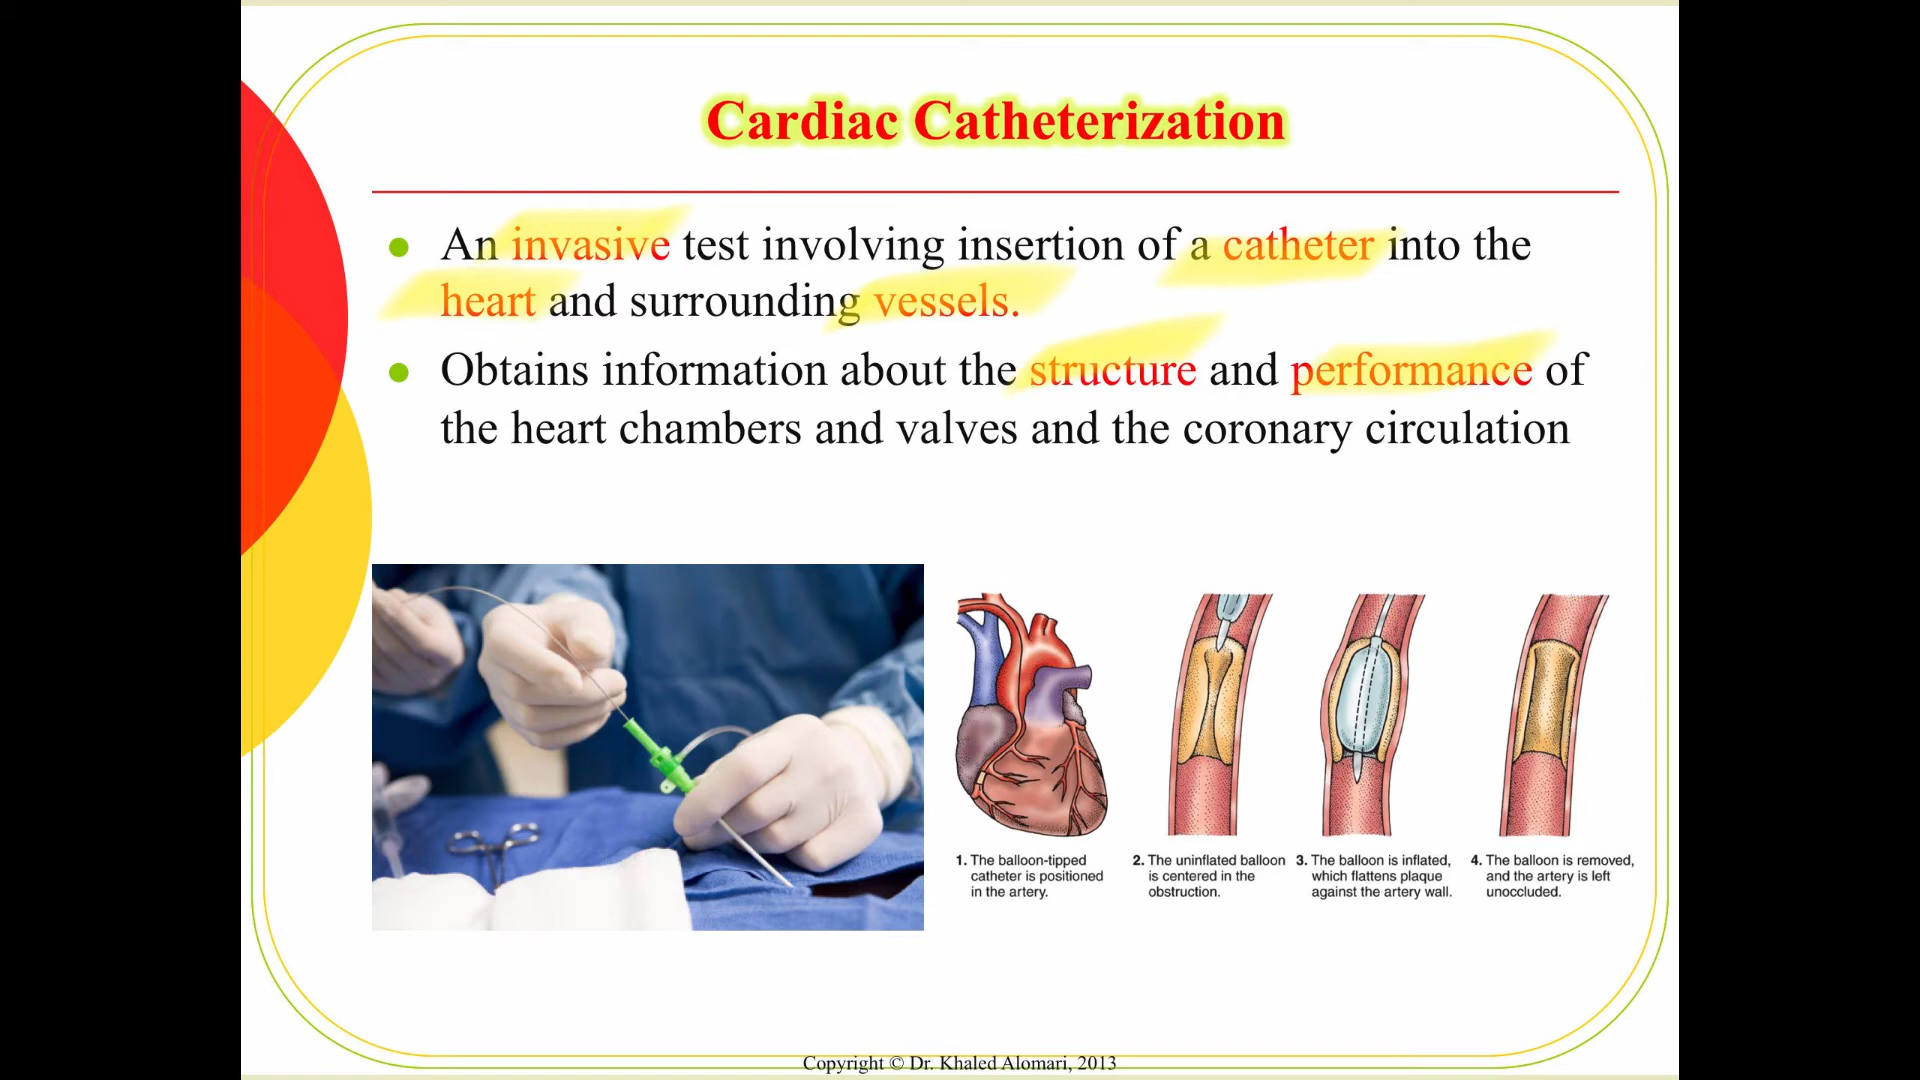 Cardiac Catheterization
An invasive test involving insertion of a catheter into the
heart and surrounding vessels.
Obtains information about the structure and performance of
the heart chambers and valves and the coronary circulation
1. The balloon-tipped
catheter is positioned
in the artery.
2. The uninflated balloon
is centered in the
obstruction.
3. The balloon is inflated,
which flattens plaque
against the artery wall.
4. The balloon is removed,
and the artery is left
unoccluded.
Copyright © Dr. Khaled Alomari, 2013